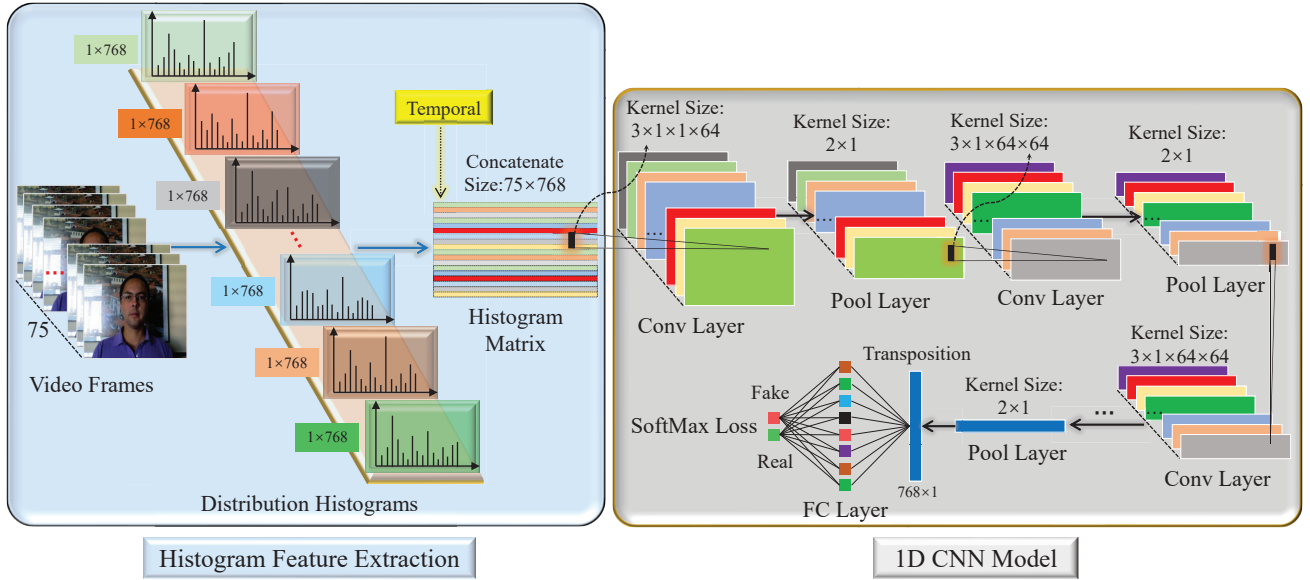 1×768
1×768
1×768
1×768
1×768
1×768
75
Video Frames
Distribution Histograms
Temporal
Concatenate
Size:75×768
Histogram
Matrix
Histogram Feature Extraction
Kernel Size:
3×1×1×64
Conv Layer
Kernel Size:
2×1
...
Pool Layer
Kernel Size:
3×1×64×64
...
Conv Layer
Kernel Size:
2×1
...
Pool Layer
Kernel Size:
3×1×64×64
...
Conv Layer
...
Kernel Size:
2×1
Pool Layer
Transposition
768×1
FC Layer
Fake
SoftMax Loss
Real
1D CNN Model